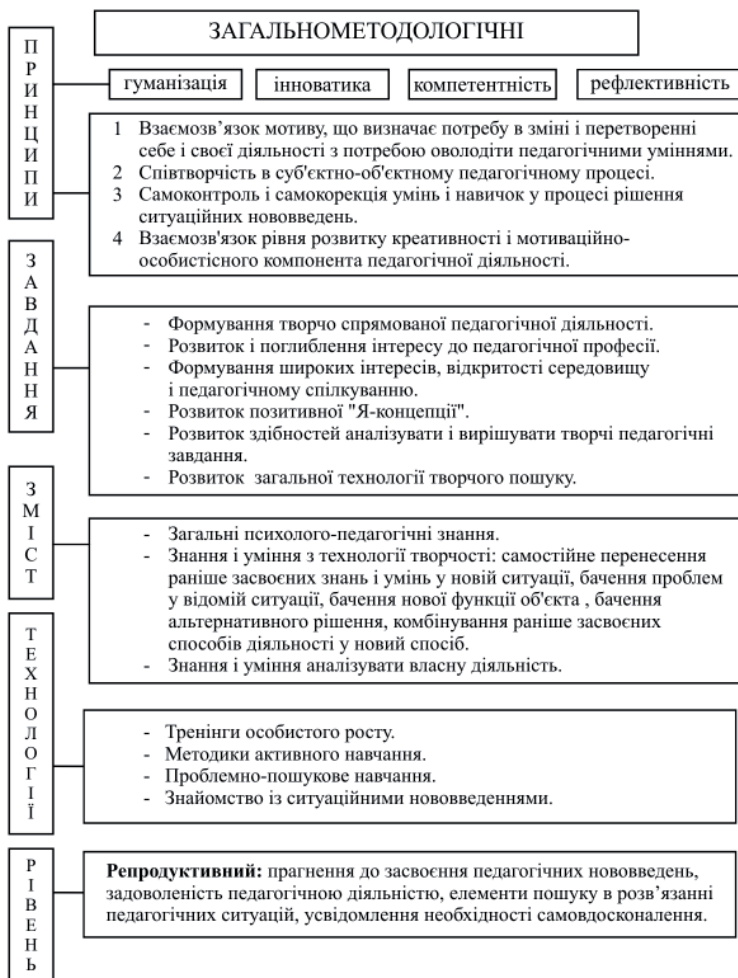 ПРИНЦИПИ
ЗАГАЛЬНОМЕТОДОЛОГІЧНІ
гуманізація
інноватика
компетентність
рефлективність
1 Взаємозв’язок мотиву, що визначає потребу в зміні і перетворенні
себе і своєї діяльності з потребою оволодіти педагогічними уміннями.
2 Співтворчість в суб'єктно-об'єктному педагогічному процесі.
3 Самоконтроль і самокорекція умінь і навичок у процесі рішення
ситуаційних нововведень.
4 Взаємозв'язок рівня розвитку креативності і мотиваційно-
особистісного компонента педагогічної діяльності.
ЗАВДАННЯ
- Формування творчо спрямованої педагогічної діяльності.
- Розвиток і поглиблення інтересу до педагогічної професії.
- Формування широких інтересів, відкритості середовищу
і педагогічному спілкуванню.
- Розвиток позитивної "Я-концепції".
- Розвиток здібностей аналізувати і вирішувати творчі педагогічні
завдання.
- Розвиток загальної технології творчого пошуку.
ЗМІСТ
- Загальні психолого-педагогічні знання.
- Знання і уміння з технології творчості: самостійне перенесення
раніше засвоєних знань і умінь у новій ситуації, бачення проблем
у відомій ситуації, бачення нової функції об'єкта , бачення
альтернативного рішення, комбінування раніше засвоєних
способів діяльності у новий спосіб.
- Знання і уміння аналізувати власну діяльність.
ТЕХНОЛОГІЇ
- Тренінги особистого росту.
- Методики активного навчання.
- Проблемно-пошукове навчання.
- Знайомство із ситуаційними нововведеннями.
РІВЕНЬ
Репродуктивний: прагнення до засвоєння педагогічних нововведень,
задоволеність педагогічною діяльністю, елементи пошуку в розв’язанні
педагогічних ситуацій, усвідомлення необхідності самовдосконалення.